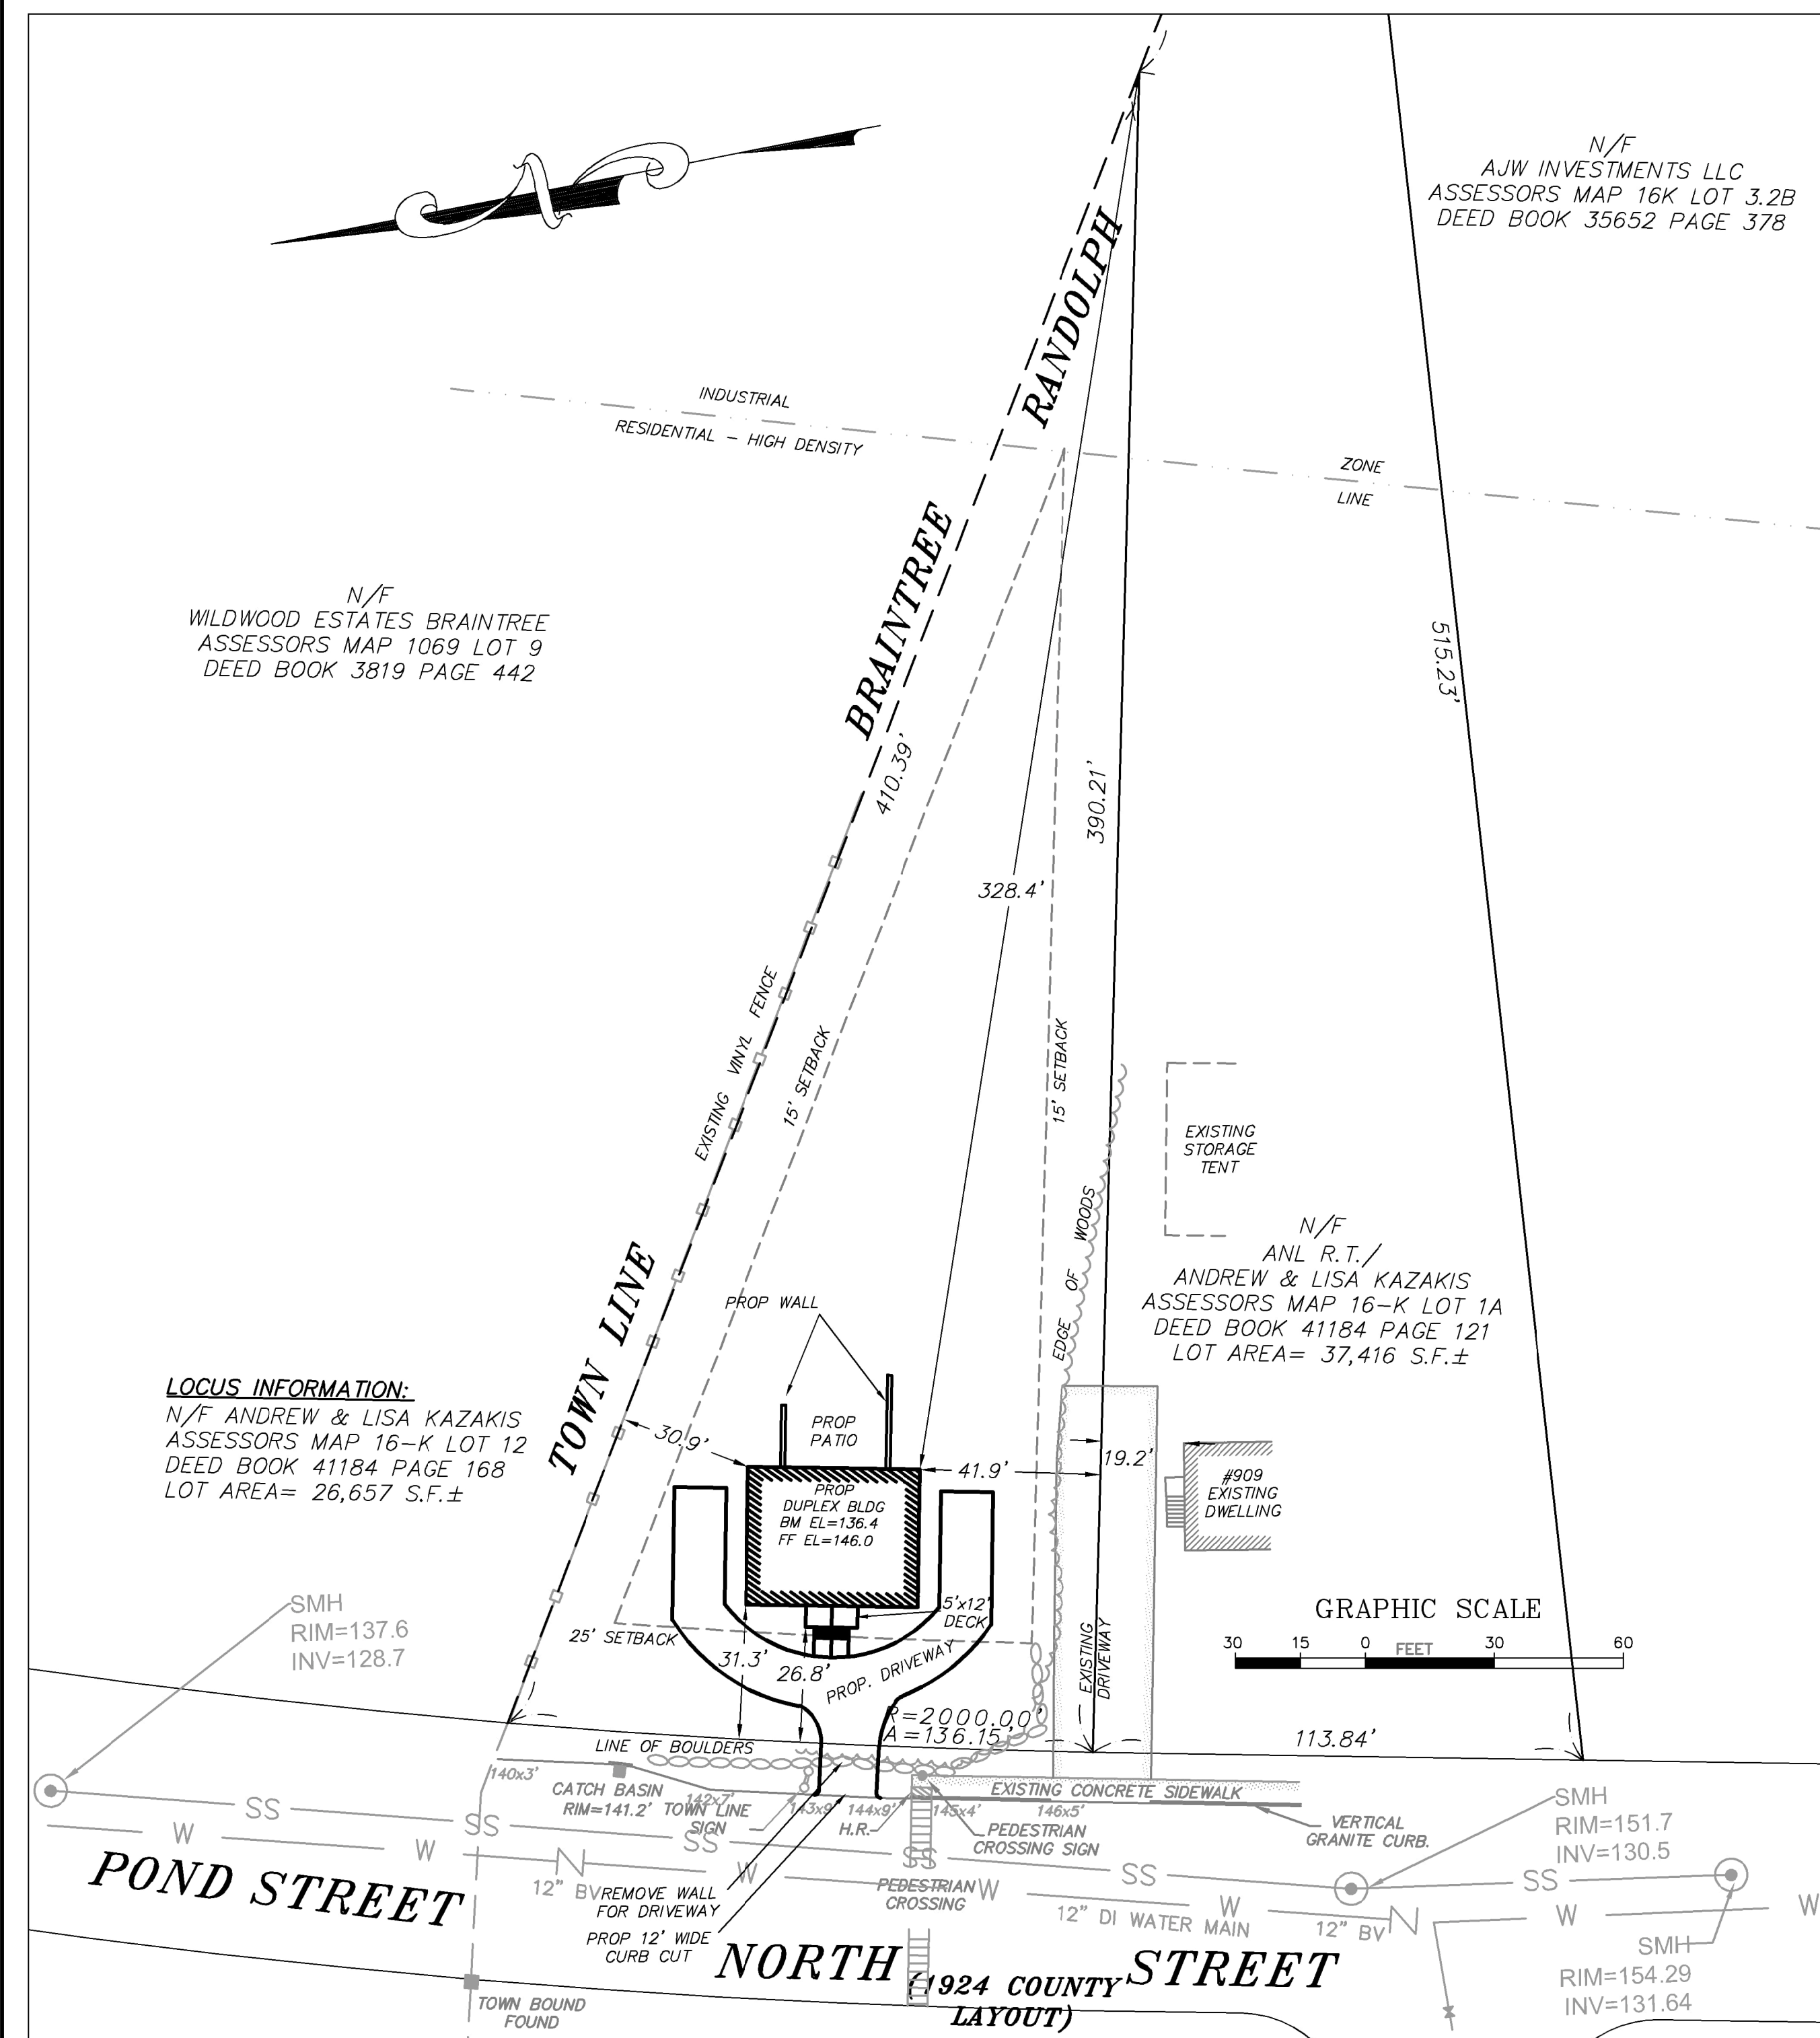 N
N/F
AJW INVESTMENTS LLC
ASSESSORS MAP 16K LOT 3.2B
DEED BOOK 35652 PAGE 378
RANDOLPH
INDUSTRIAL
RESIDENTIAL - HIGH DENSITY
ZONE
LINE
BRAINTREE
N/F
WILDWOOD ESTATES BRAINTREE
ASSESSORS MAP 1069 LOT 9
DEED BOOK 3819 PAGE 442
515.23'
410.39'
390.21'
328.4'
EXISTING VINYL FENCE
15' SETBACK
15' SETBACK
EXISTING
STORAGE
TENT
EDGE OF WOODS
N/F
ANL R.T./
ANDREW & LISA KAZAKIS
ASSESSORS MAP 16-K LOT 1A
DEED BOOK 41184 PAGE 121
LOT AREA= 37,416 S.F.±
TOWN LINE
PROP WALL
LOCUS INFORMATION:
N/F ANDREW & LISA KAZAKIS
ASSESSORS MAP 16-K LOT 12
DEED BOOK 41184 PAGE 168
LOT AREA= 26,657 S.F.±
PROP
PATIO
30.9'
41.9'
19.2'
PROP
DUPLEX BLDG
BM EL=136.4
FF EL=146.0
#909
EXISTING
DWELLING
5'x12'
DECK
SMH
RIM=137.6
INV=128.7
25' SETBACK
31.3'
26.8'
PROP. DRIVEWAY
EXISTING
DRIVEWAY
GRAPHIC SCALE
30 15 0 30 60
FEET
R=2000.00'
A=136.15'
113.84'
LINE OF BOULDERS
140x3'
CATCH BASIN
RIM=141.2'
142x7'
TOWN LINE
SIGN
143x9'
144x9'
145x4'
146x5'
H.R.
EXISTING CONCRETE SIDEWALK
PEDESTRIAN
CROSSING SIGN
VERTICAL
GRANITE CURB.
SMH
RIM=151.7
INV=130.5
SS SS SS SS SS SS
W W W W W W W
POND STREET
12" BV
REMOVE WALL
FOR DRIVEWAY
PEDESTRIAN
CROSSING
12" DI WATER MAIN
12" BV
PROP 12' WIDE
CURB CUT
NORTH STREET
(1924 COUNTY
LAYOUT)
SMH
RIM=154.29
INV=131.64
TOWN BOUND
FOUND